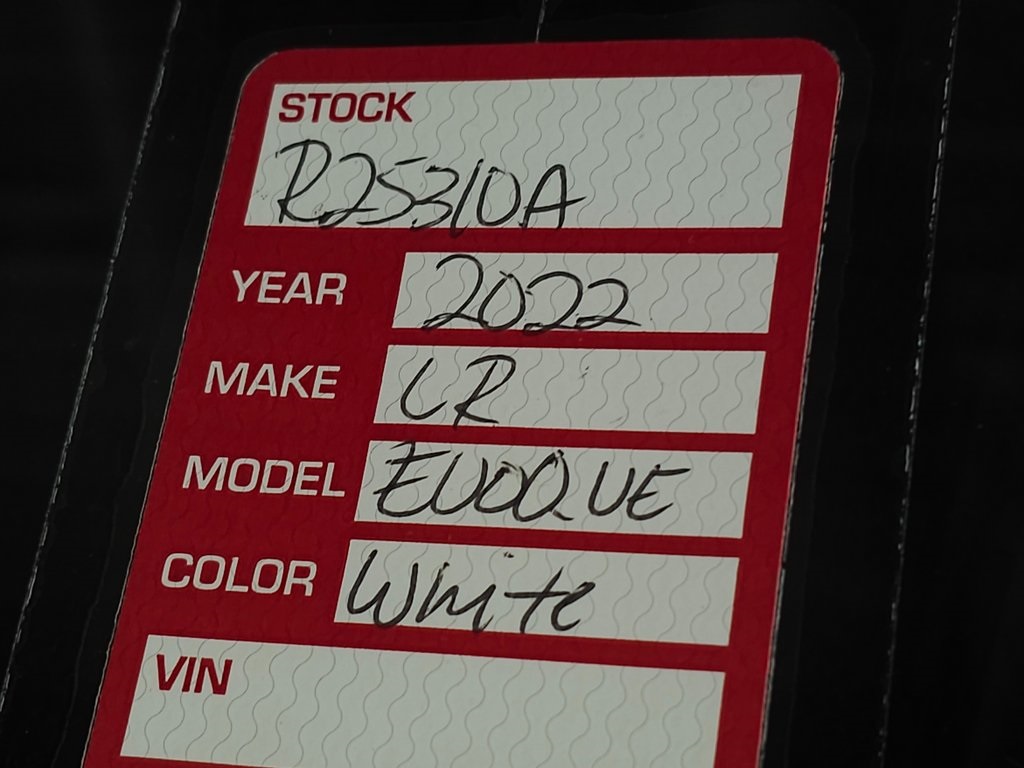 STOCK
R25310A
YEAR 2022
MAKE LR
MODEL EVOQUE
COLOR White
VIN